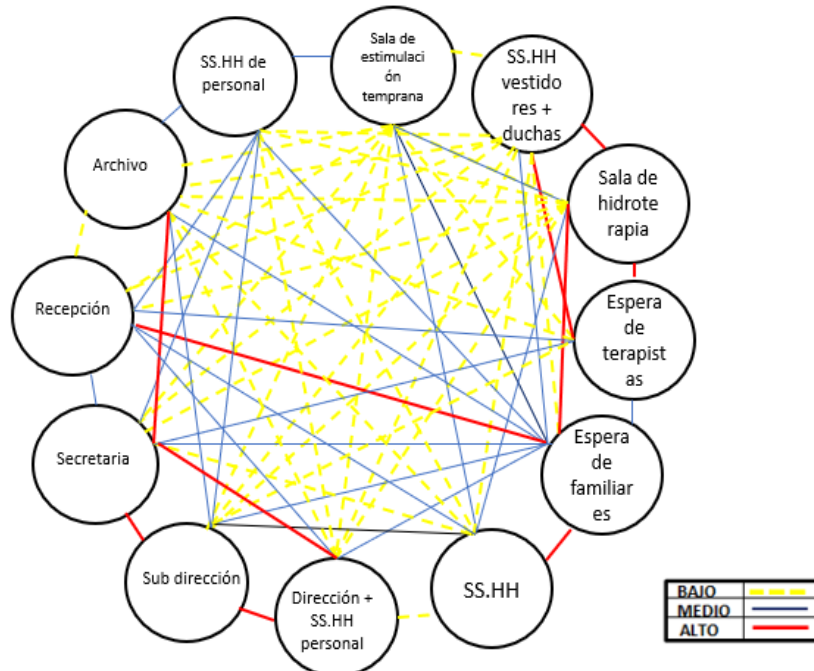 SS.HH de
personal
Sala de
estimulaci
ón
temprana
SS.HH
vestido
res +
duchas
Archivo
Sala de
hidrote
rapia
Recepción
Espera
de
terapist
as
Secretaria
Espera
de
familiar
es
Sub dirección
Dirección +
SS.HH
personal
SS.HH
BAJO
MEDIO
ALTO